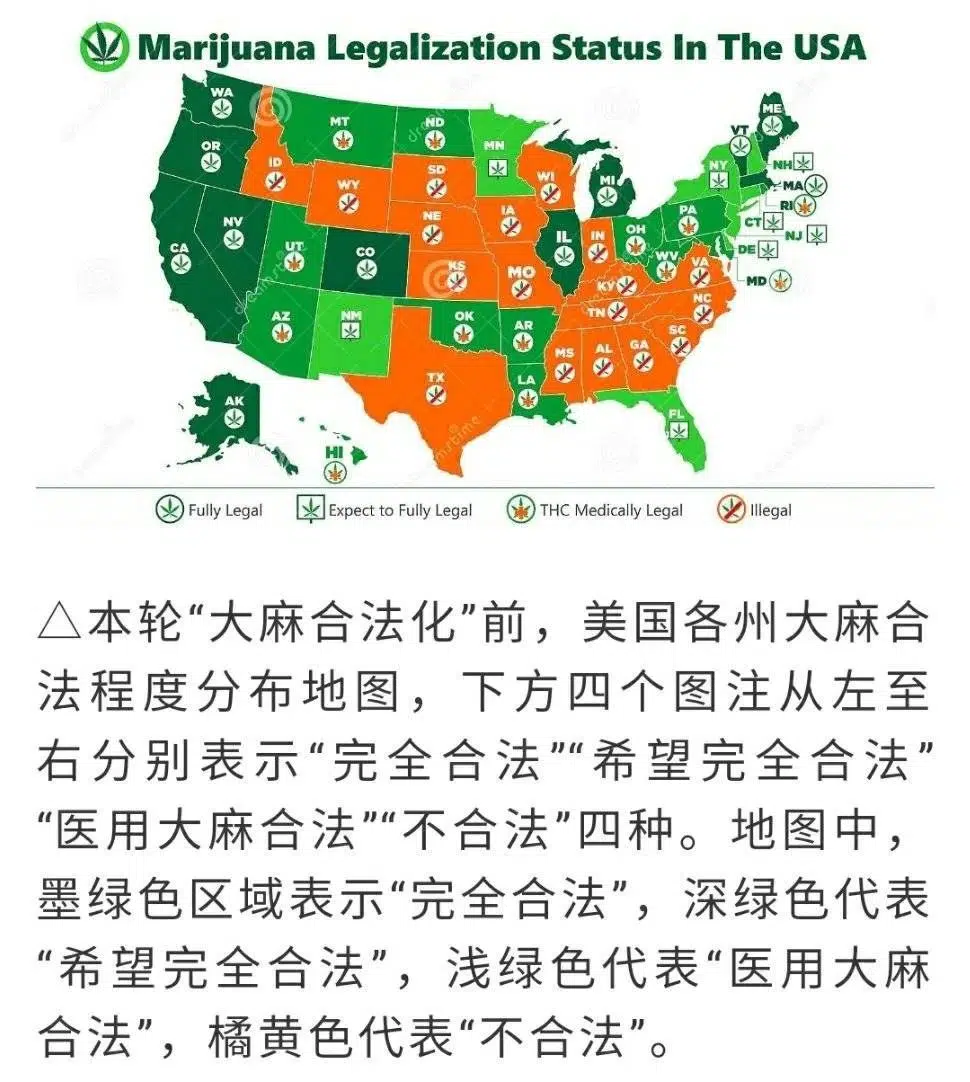 Marijuana Legalization Status In The USA
WA
OR
CA
NV
ID
MT
WY
UT
CO
AZ
NM
ND
SD
NE
KS
OK
TX
MN
IA
MO
AR
LA
WI
IL
MI
IN
OH
KY
TN
MS
AL
GA
FL
SC
NC
VA
WV
PA
NY
VT
ME
NH
MA
RI
CT
NJ
DE
MD
AK
HI
dreamstime
Fully Legal
Expect to Fully Legal
THC Medically Legal
Illegal
△本轮“大麻合法化”前，美国各州大麻合
法程度分布地图，下方四个图注从左至
右分别表示“完全合法”“希望完全合法”
“医用大麻合法”“不合法”四种。地图中，
墨绿色区域表示“完全合法”，深绿色代表
“希望完全合法”，浅绿色代表“医用大麻
合法”，橘黄色代表“不合法”。